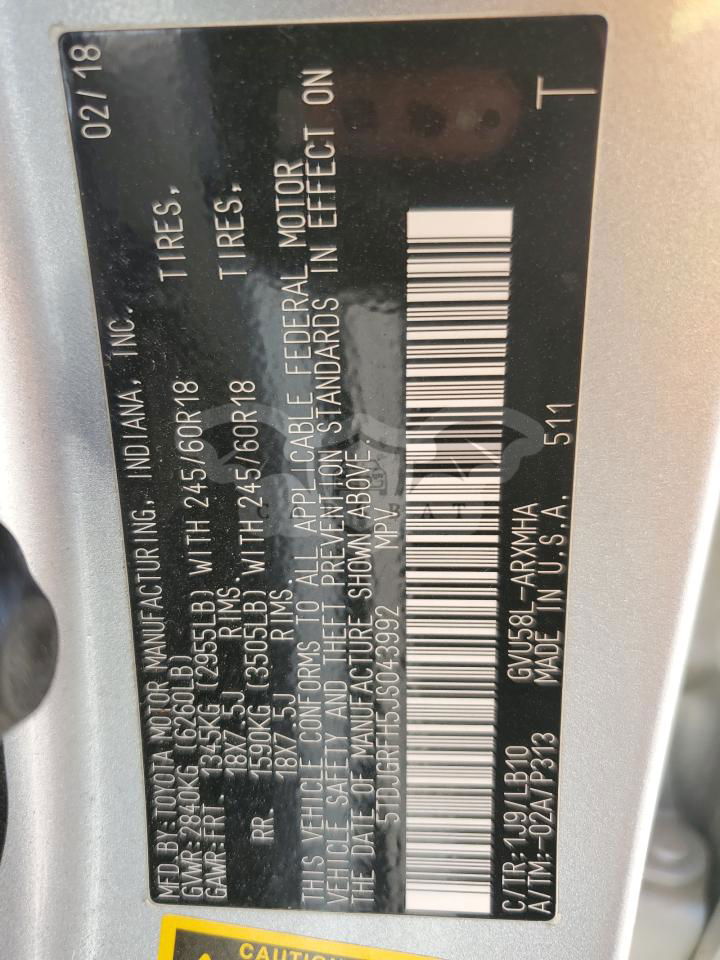 MFD.BY:TOYOTA MOTOR MANUFACTURING, INDIANA, INC. 02/18
GVWR:2840KG (6260LB)
GAWR:FRT. 1345KG (2955LB) WITH 245/60R18 TIRES,
18X7.5J RIMS.
RR. 1590KG (3505LB) WITH 245/60R18 TIRES,
18X7.5J RIMS.
THIS VEHICLE CONFORMS TO ALL APPLICABLE FEDERAL MOTOR
VEHICLE SAFETY AND THEFT PREVENTION STANDARDS IN EFFECT ON
THE DATE OF MANUFACTURE SHOWN ABOVE.
5TDJGRFH5JS043992 MPV
C/TR:1J9/LB10 GVU58L-ARXMHA
A/TM:-02A/P313 MADE IN U.S.A. 511 T
CAUTION